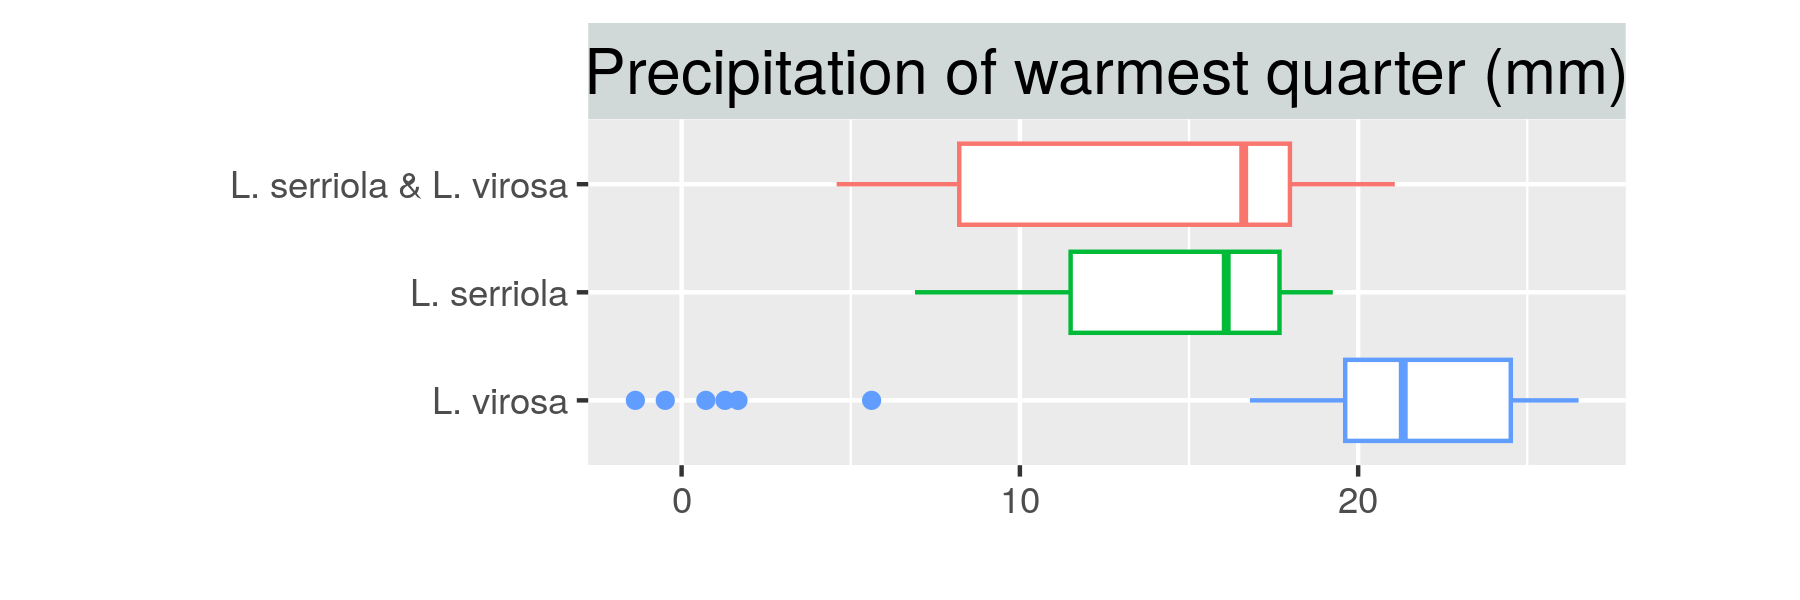 Precipitation of warmest quarter (mm)
L. serriola & L. virosa
L. serriola
L. virosa
0 10 20